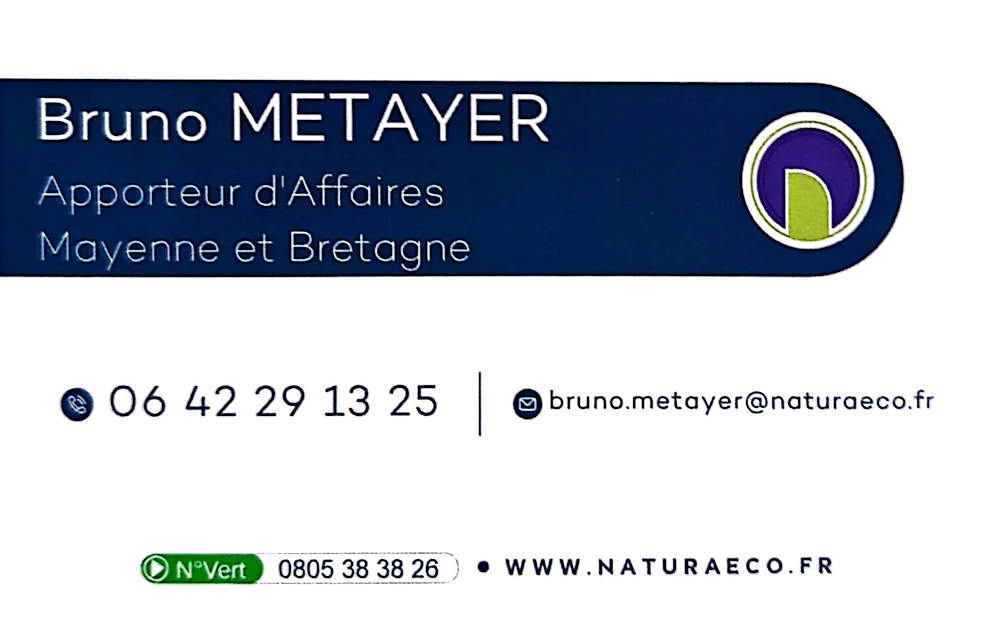 Bruno METAYER
Apporteur d'Affaires
Mayenne et Bretagne
06 42 29 13 25
bruno.metayer@naturaeco.fr
N°Vert 0805 38 38 26 • WWW.NATURAECO.FR